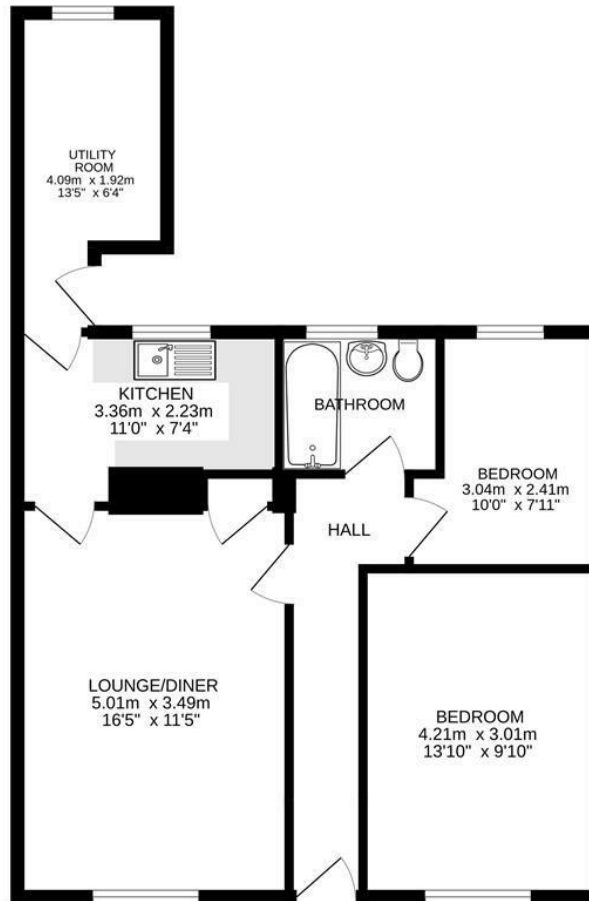 UTILITY
ROOM
4.09m x 1.92m
13'5" x 6'4"
KITCHEN
3.36m x 2.23m
11'0" x 7'4"
BATHROOM
BEDROOM
3.04m x 2.41m
10'0" x 7'11"
HALL
LOUNGE/DINER
5.01m x 3.49m
16'5" x 11'5"
BEDROOM
4.21m x 3.01m
13'10" x 9'10"